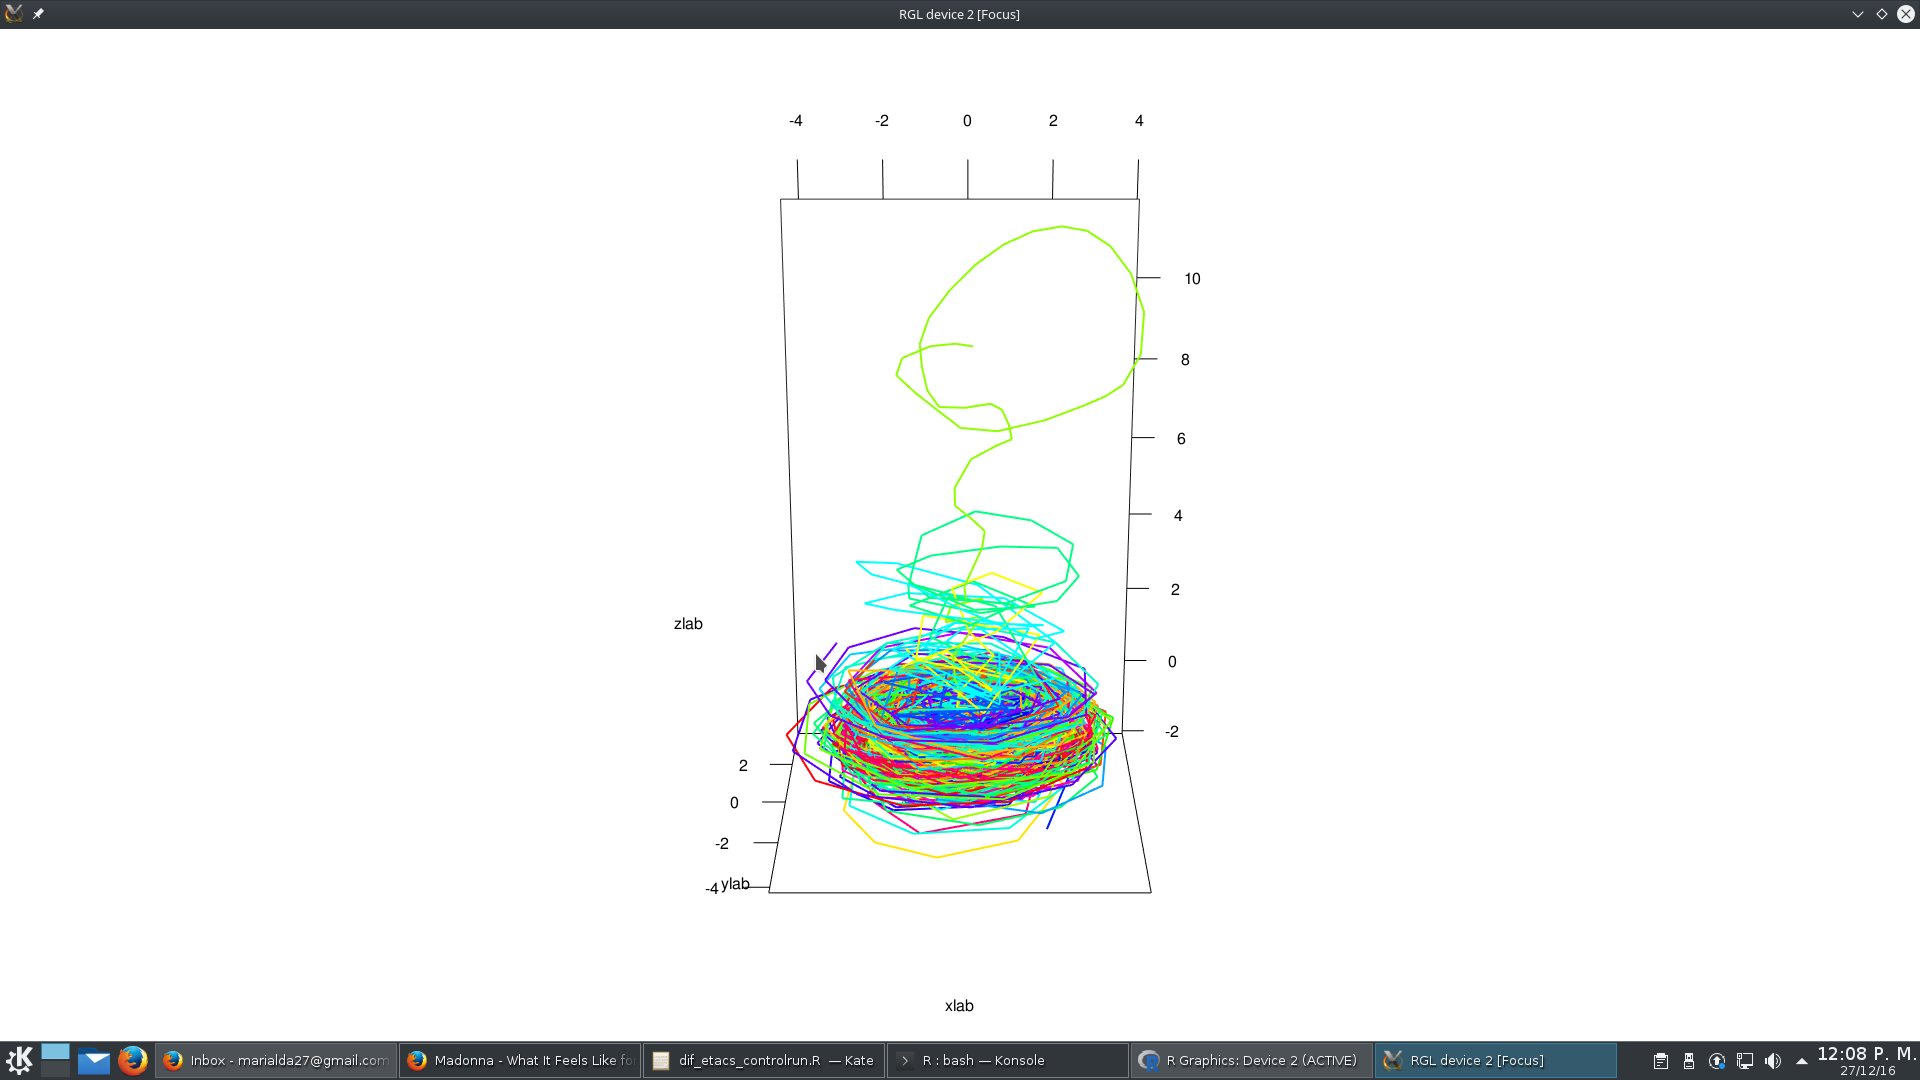 RGL device 2 [Focus]
-4 -2 0 2 4
10
8
6
4
2
zlab
0
-2
2
0
-2
-4 ylab
xlab
Inbox - marialda27@gmail.com
Madonna - What It Feels Like fo
dif_etacs_controlrun.R — Kate
R : bash — Konsole
R Graphics: Device 2 (ACTIVE)
RGL device 2 [Focus]
12:08 P. M.
27/12/16